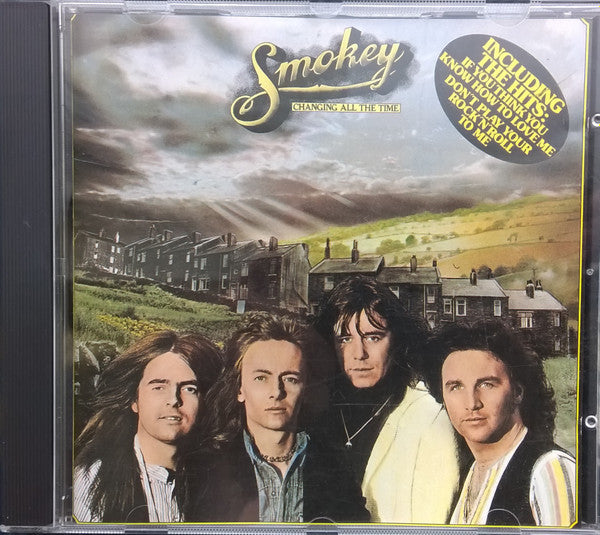 Smokey
CHANGING ALL THE TIME
INCLUDING
THE HITS:
IF YOU THINK YOU
KNOW HOW TO LOVE ME
DON'T PLAY YOUR
ROCK'N'ROLL
TO ME